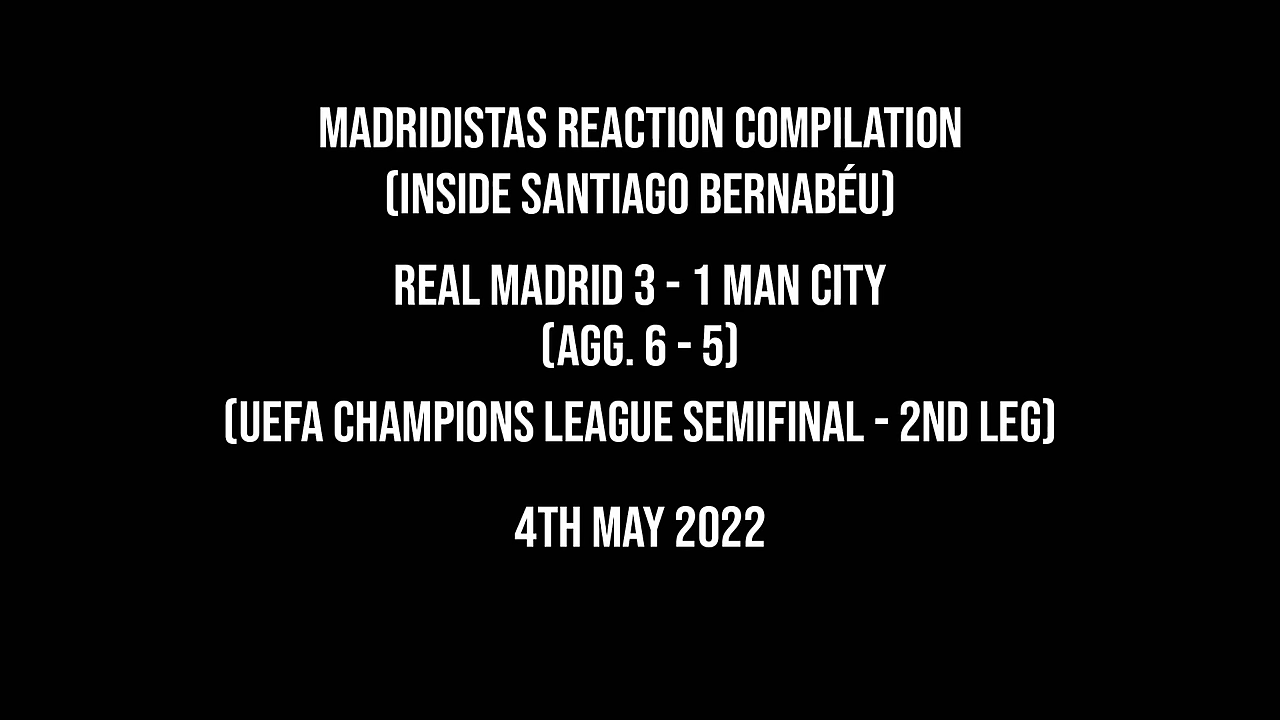 MADRIDISTAS REACTION COMPILATION
(INSIDE SANTIAGO BERNABÉU)
REAL MADRID 3 - 1 MAN CITY
(AGG. 6 - 5)
(UEFA CHAMPIONS LEAGUE SEMIFINAL - 2ND LEG)
4TH MAY 2022